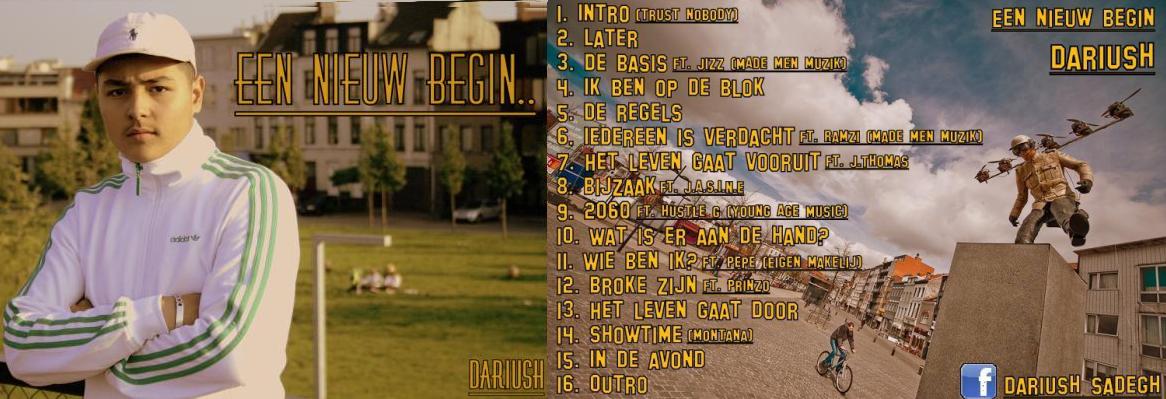 EEN NIEUW BEGIN..
adidas
DARIUSH
1. INTRO (TRUST NOBODY)
2. LATER
3. DE BASIS FT. JIZZ (MADE MEN MUZIK)
4. IK BEN OP DE BLOK
5. DE REGELS
6. IEDEREEN IS VERDACHT FT. RAMZI (MADE MEN MUZIK)
7. HET LEVEN GAAT VOORUIT FT. J.THOMAS
8. BIJZAAK FT. J.A.S.I.N.E
9. 2060 FT. HUSTLE G (YOUNG AGE MUSIC)
10. WAT IS ER AAN DE HAND?
11. WIE BEN IK? FT. PEPE (EIGEN MAKELIJ)
12. BROKE ZIJN FT. PRINZO
13. HET LEVEN GAAT DOOR
14. SHOWTIME (MONTANA)
15. IN DE AVOND
16. OUTRO
EEN NIEUW BEGIN
DARIUSH
f DARIUSH SADEGH